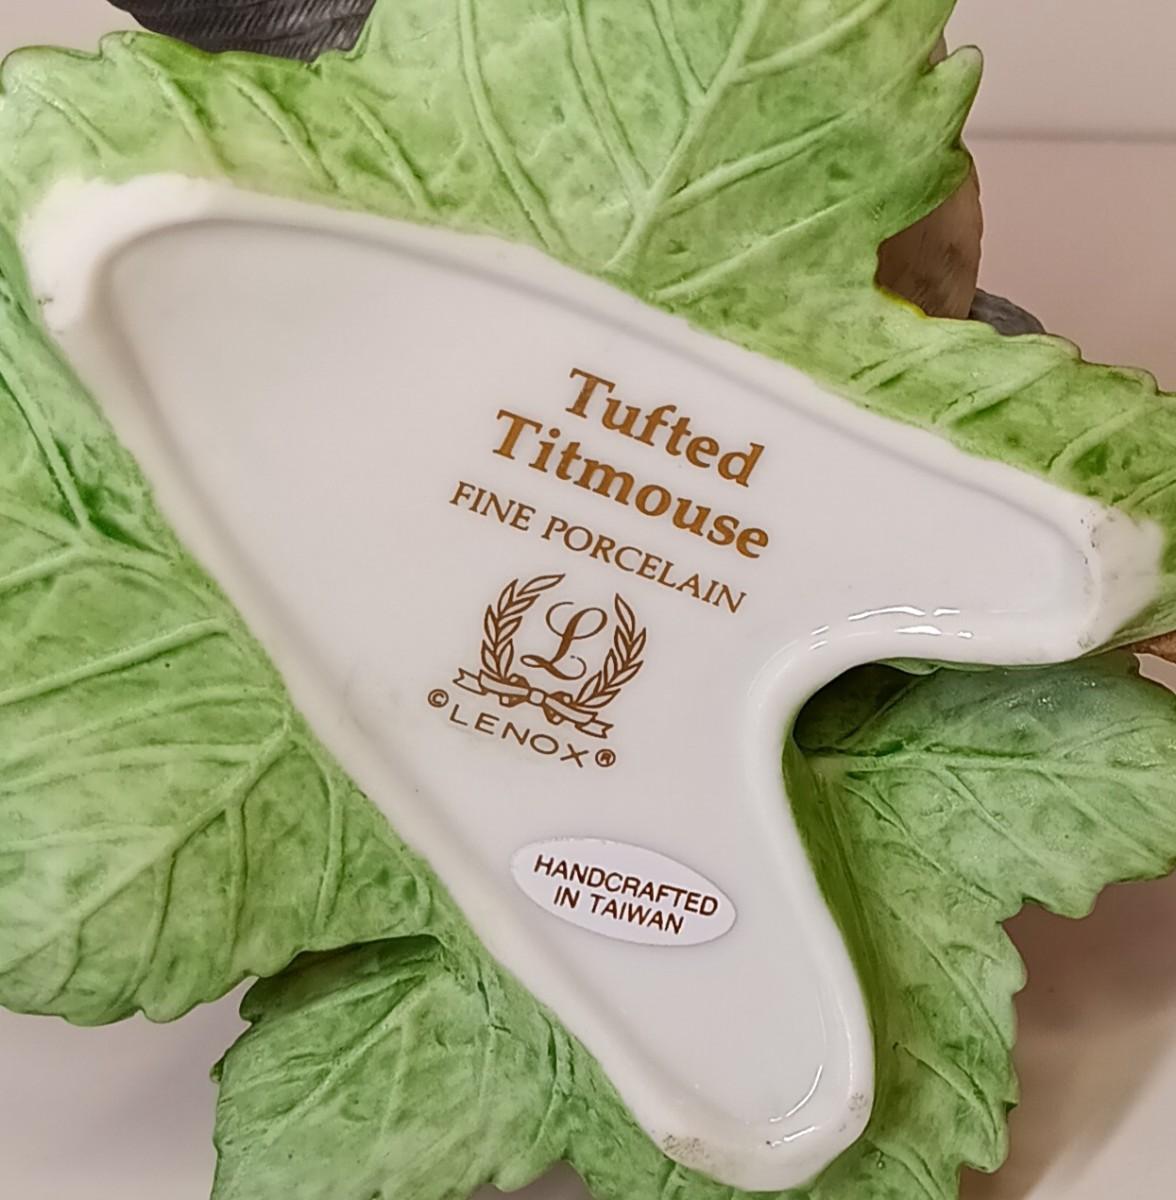 Tufted
Titmouse
FINE PORCELAIN
L
©LENOX®
HANDCRAFTED
IN TAIWAN